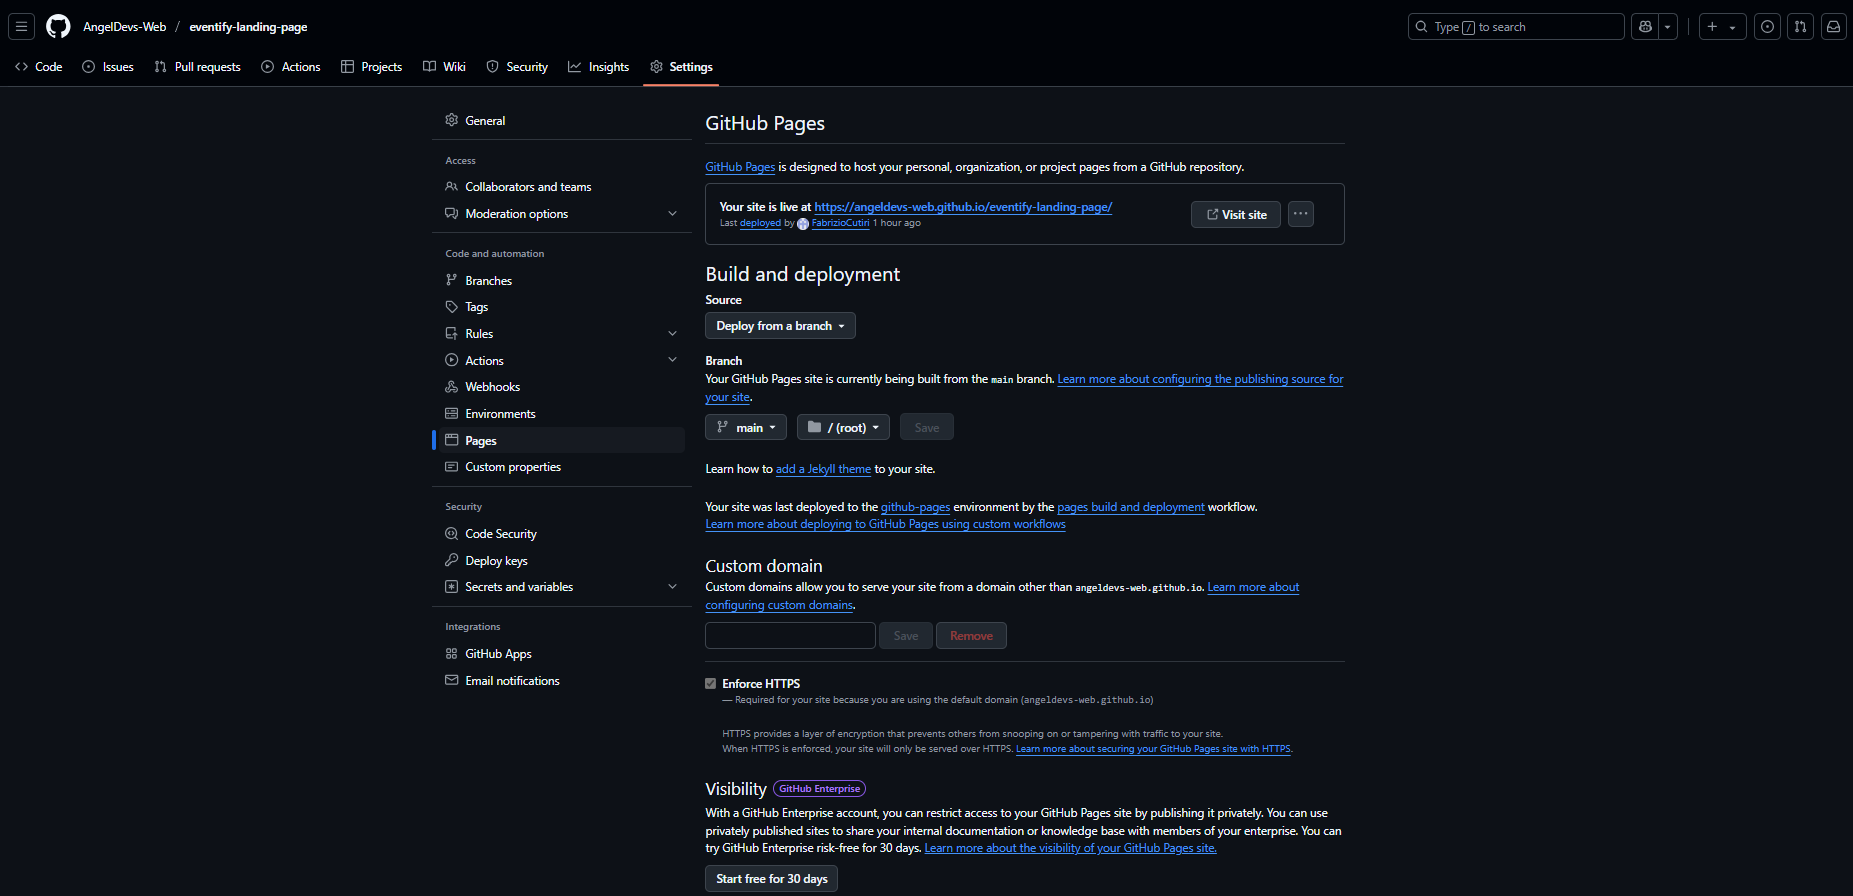 AngelDevs-Web / eventify-landing-page
Type / to search
Code Issues Pull requests Actions Projects Wiki Security Insights Settings
General
Access
Collaborators and teams
Moderation options
Code and automation
Branches
Tags
Rules
Actions
Webhooks
Environments
Pages
Custom properties
Security
Code Security
Deploy keys
Secrets and variables
Integrations
GitHub Apps
Email notifications
GitHub Pages
GitHub Pages is designed to host your personal, organization, or project pages from a GitHub repository.
Your site is live at https://angeldevs-web.github.io/eventify-landing-page/
Last deployed by FabrizioCutiri 1 hour ago
Visit site
Build and deployment
Source
Deploy from a branch
Branch
Your GitHub Pages site is currently being built from the main branch. Learn more about configuring the publishing source for
your site.
main / (root) Save
Learn how to add a Jekyll theme to your site.
Your site was last deployed to the github-pages environment by the pages build and deployment workflow.
Learn more about deploying to GitHub Pages using custom workflows
Custom domain
Custom domains allow you to serve your site from a domain other than angeldevs-web.github.io. Learn more about
configuring custom domains.
Save Remove
Enforce HTTPS
— Required for your site because you are using the default domain (angeldevs-web.github.io)
HTTPS provides a layer of encryption that prevents others from snooping on or tampering with traffic to your site.
When HTTPS is enforced, your site will only be served over HTTPS. Learn more about securing your GitHub Pages site with HTTPS.
Visibility GitHub Enterprise
With a GitHub Enterprise account, you can restrict access to your GitHub Pages site by publishing it privately. You can use
privately published sites to share your internal documentation or knowledge base with members of your enterprise. You can
try GitHub Enterprise risk-free for 30 days. Learn more about the visibility of your GitHub Pages site.
Start free for 30 days